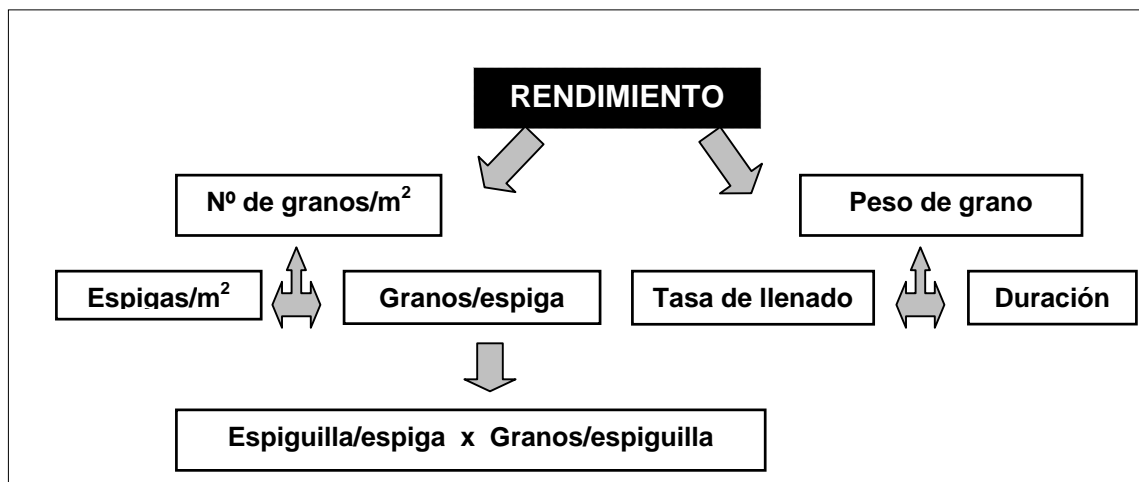 RENDIMIENTO
Nº de granos/m²
Peso de grano
Espigas/m²
Granos/espiga
Tasa de llenado
Duración
Espiguilla/espiga x Granos/espiguilla